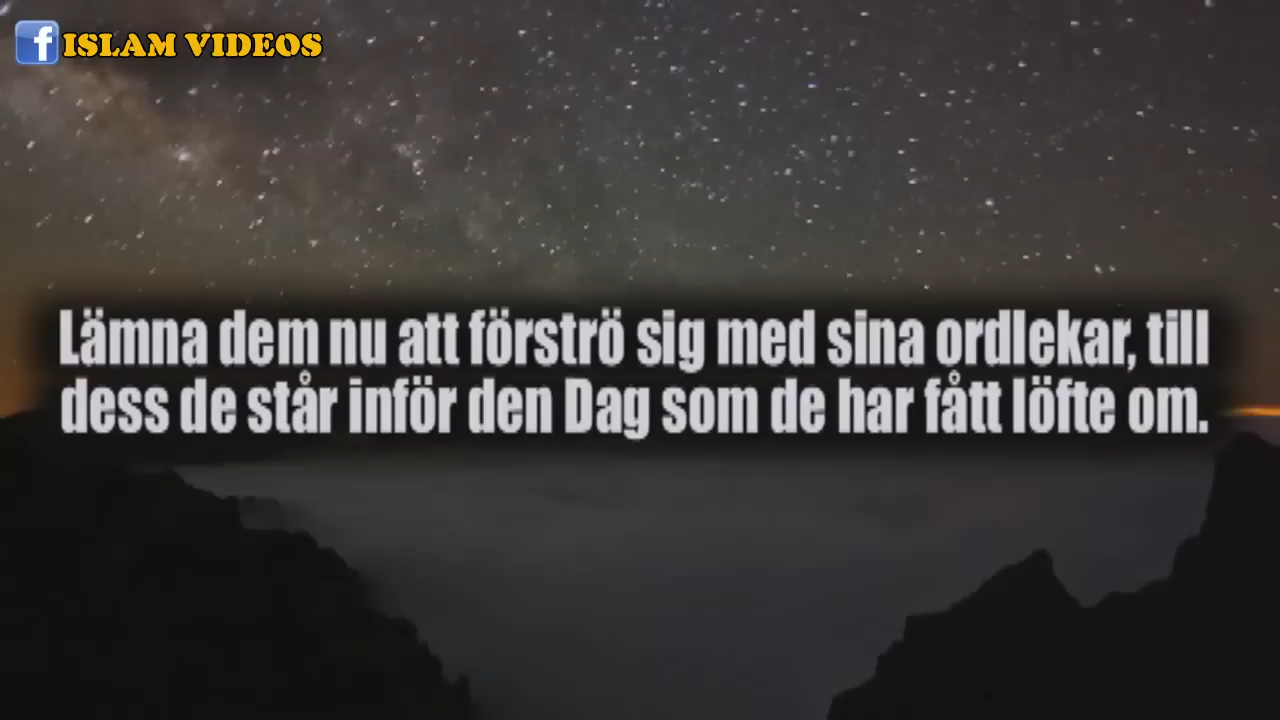 f ISLAM VIDEOS
Lämna dem nu att förströ sig med sina ordlekar, till
dess de står inför den Dag som de har fått löfte om.